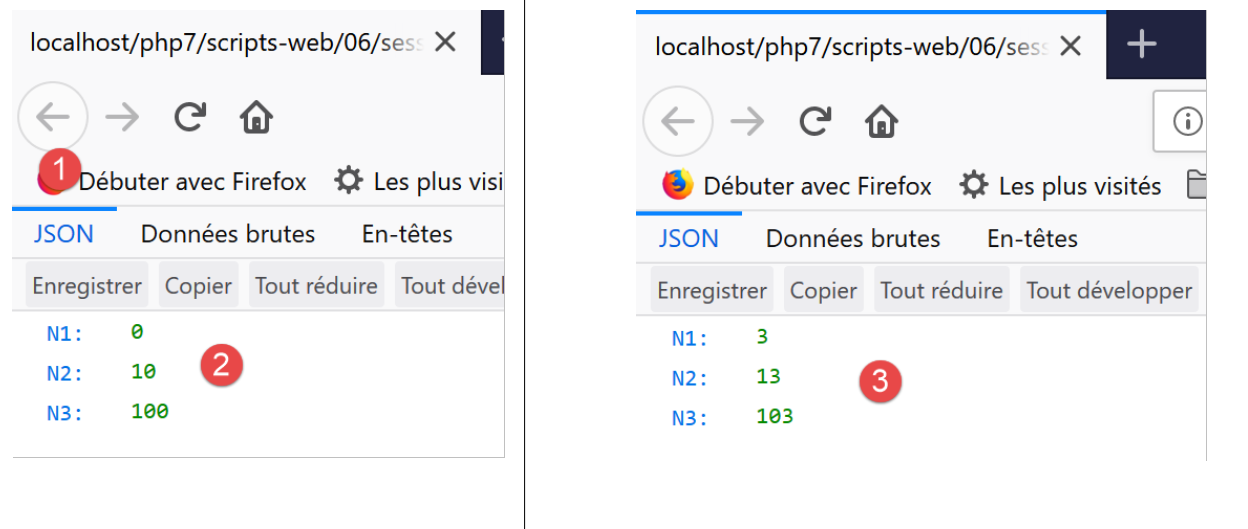 localhost/php7/scripts-web/06/sess
1
Débuter avec Firefox Les plus visi
JSON Données brutes En-têtes
Enregistrer Copier Tout réduire Tout dével
N1: 0
N2: 10
2
N3: 100
localhost/php7/scripts-web/06/sess
Débuter avec Firefox Les plus visités
JSON Données brutes En-têtes
Enregistrer Copier Tout réduire Tout développer
N1: 3
N2: 13
3
N3: 103